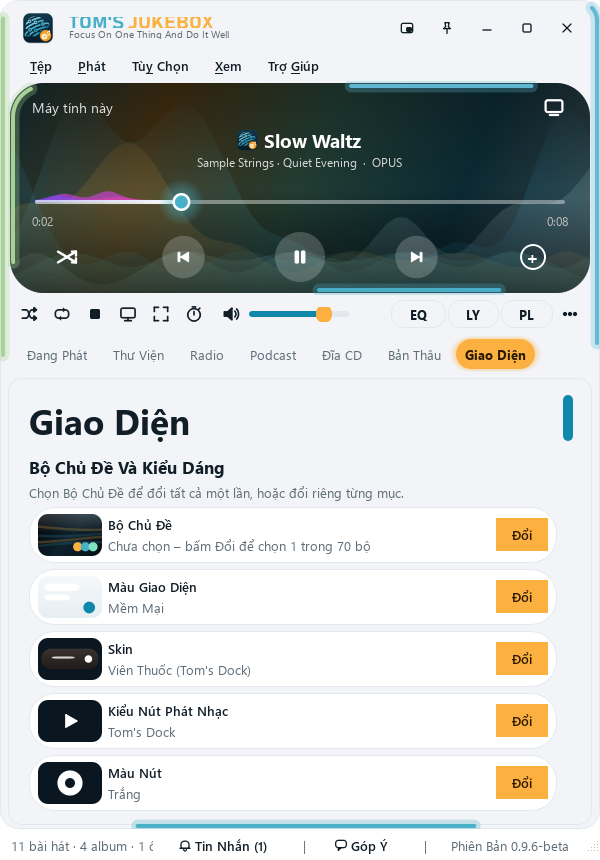 TOM'S JUKEBOX
Focus On One Thing And Do It Well
Tệp Phát Tùy Chọn Xem Trợ Giúp
Máy tính này
Slow Waltz
Sample Strings · Quiet Evening · OPUS
0:02 0:08
EQ LY PL
Đang Phát Thư Viện Radio Podcast Đĩa CD Bản Thâu Giao Diện
Giao Diện
Bộ Chủ Đề Và Kiểu Dáng
Chọn Bộ Chủ Đề để đổi tất cả một lần, hoặc đổi riêng từng mục.
Bộ Chủ Đề
Chưa chọn – bấm Đổi để chọn 1 trong 70 bộ
Đổi
Màu Giao Diện
Mềm Mại
Đổi
Skin
Viên Thuốc (Tom's Dock)
Đổi
Kiểu Nút Phát Nhạc
Tom's Dock
Đổi
Màu Nút
Trắng
Đổi
11 bài hát · 4 album · 1 Tin Nhắn (1) | Góp Ý | Phiên Bản 0.9.6-beta